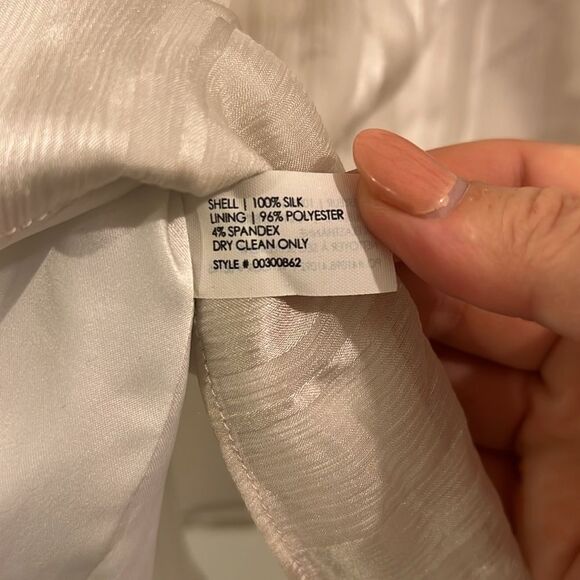 SHELL | 100% SILK
LINING | 96% POLYESTER
4% SPANDEX
DRY CLEAN ONLY
STYLE # 00300862